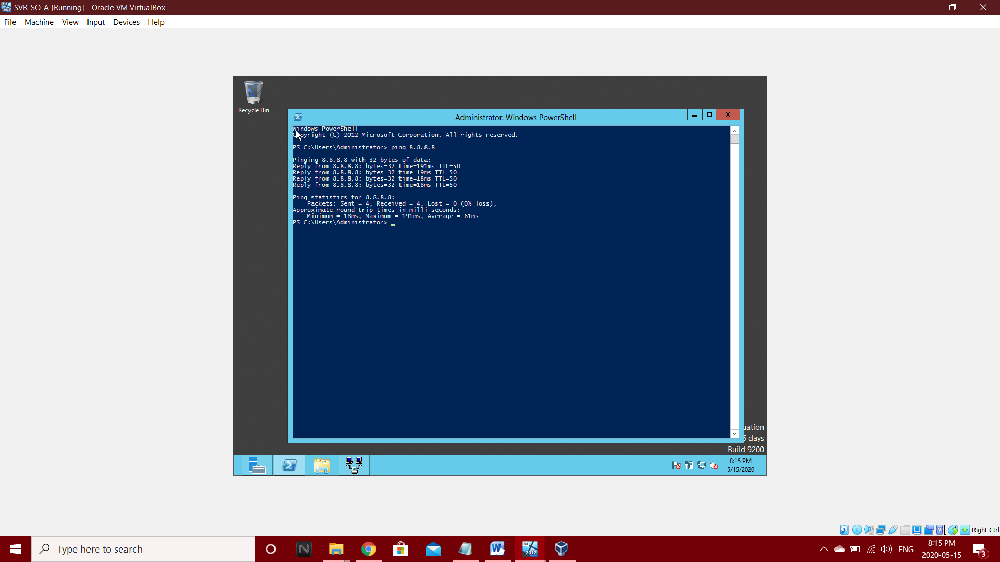 SVR-SO-A [Running] - Oracle VM VirtualBox
File Machine View Input Devices Help
Recycle Bin
Administrator: Windows PowerShell
Windows PowerShell
Copyright (C) 2012 Microsoft Corporation. All rights reserved.
PS C:\Users\Administrator> ping 8.8.8.8
Pinging 8.8.8.8 with 32 bytes of data:
Reply from 8.8.8.8: bytes=32 time=191ms TTL=50
Reply from 8.8.8.8: bytes=32 time=19ms TTL=50
Reply from 8.8.8.8: bytes=32 time=18ms TTL=50
Reply from 8.8.8.8: bytes=32 time=18ms TTL=50
Ping statistics for 8.8.8.8:
Packets: Sent = 4, Received = 4, Lost = 0 (0% loss),
Approximate round trip times in milli-seconds:
Minimum = 18ms, Maximum = 191ms, Average = 61ms
PS C:\Users\Administrator> _
uation
days
Build 9200
8:15 PM
5/15/2020
Right Ctrl
Type here to search
64
2012
ENG
8:15 PM
2020-05-15
3